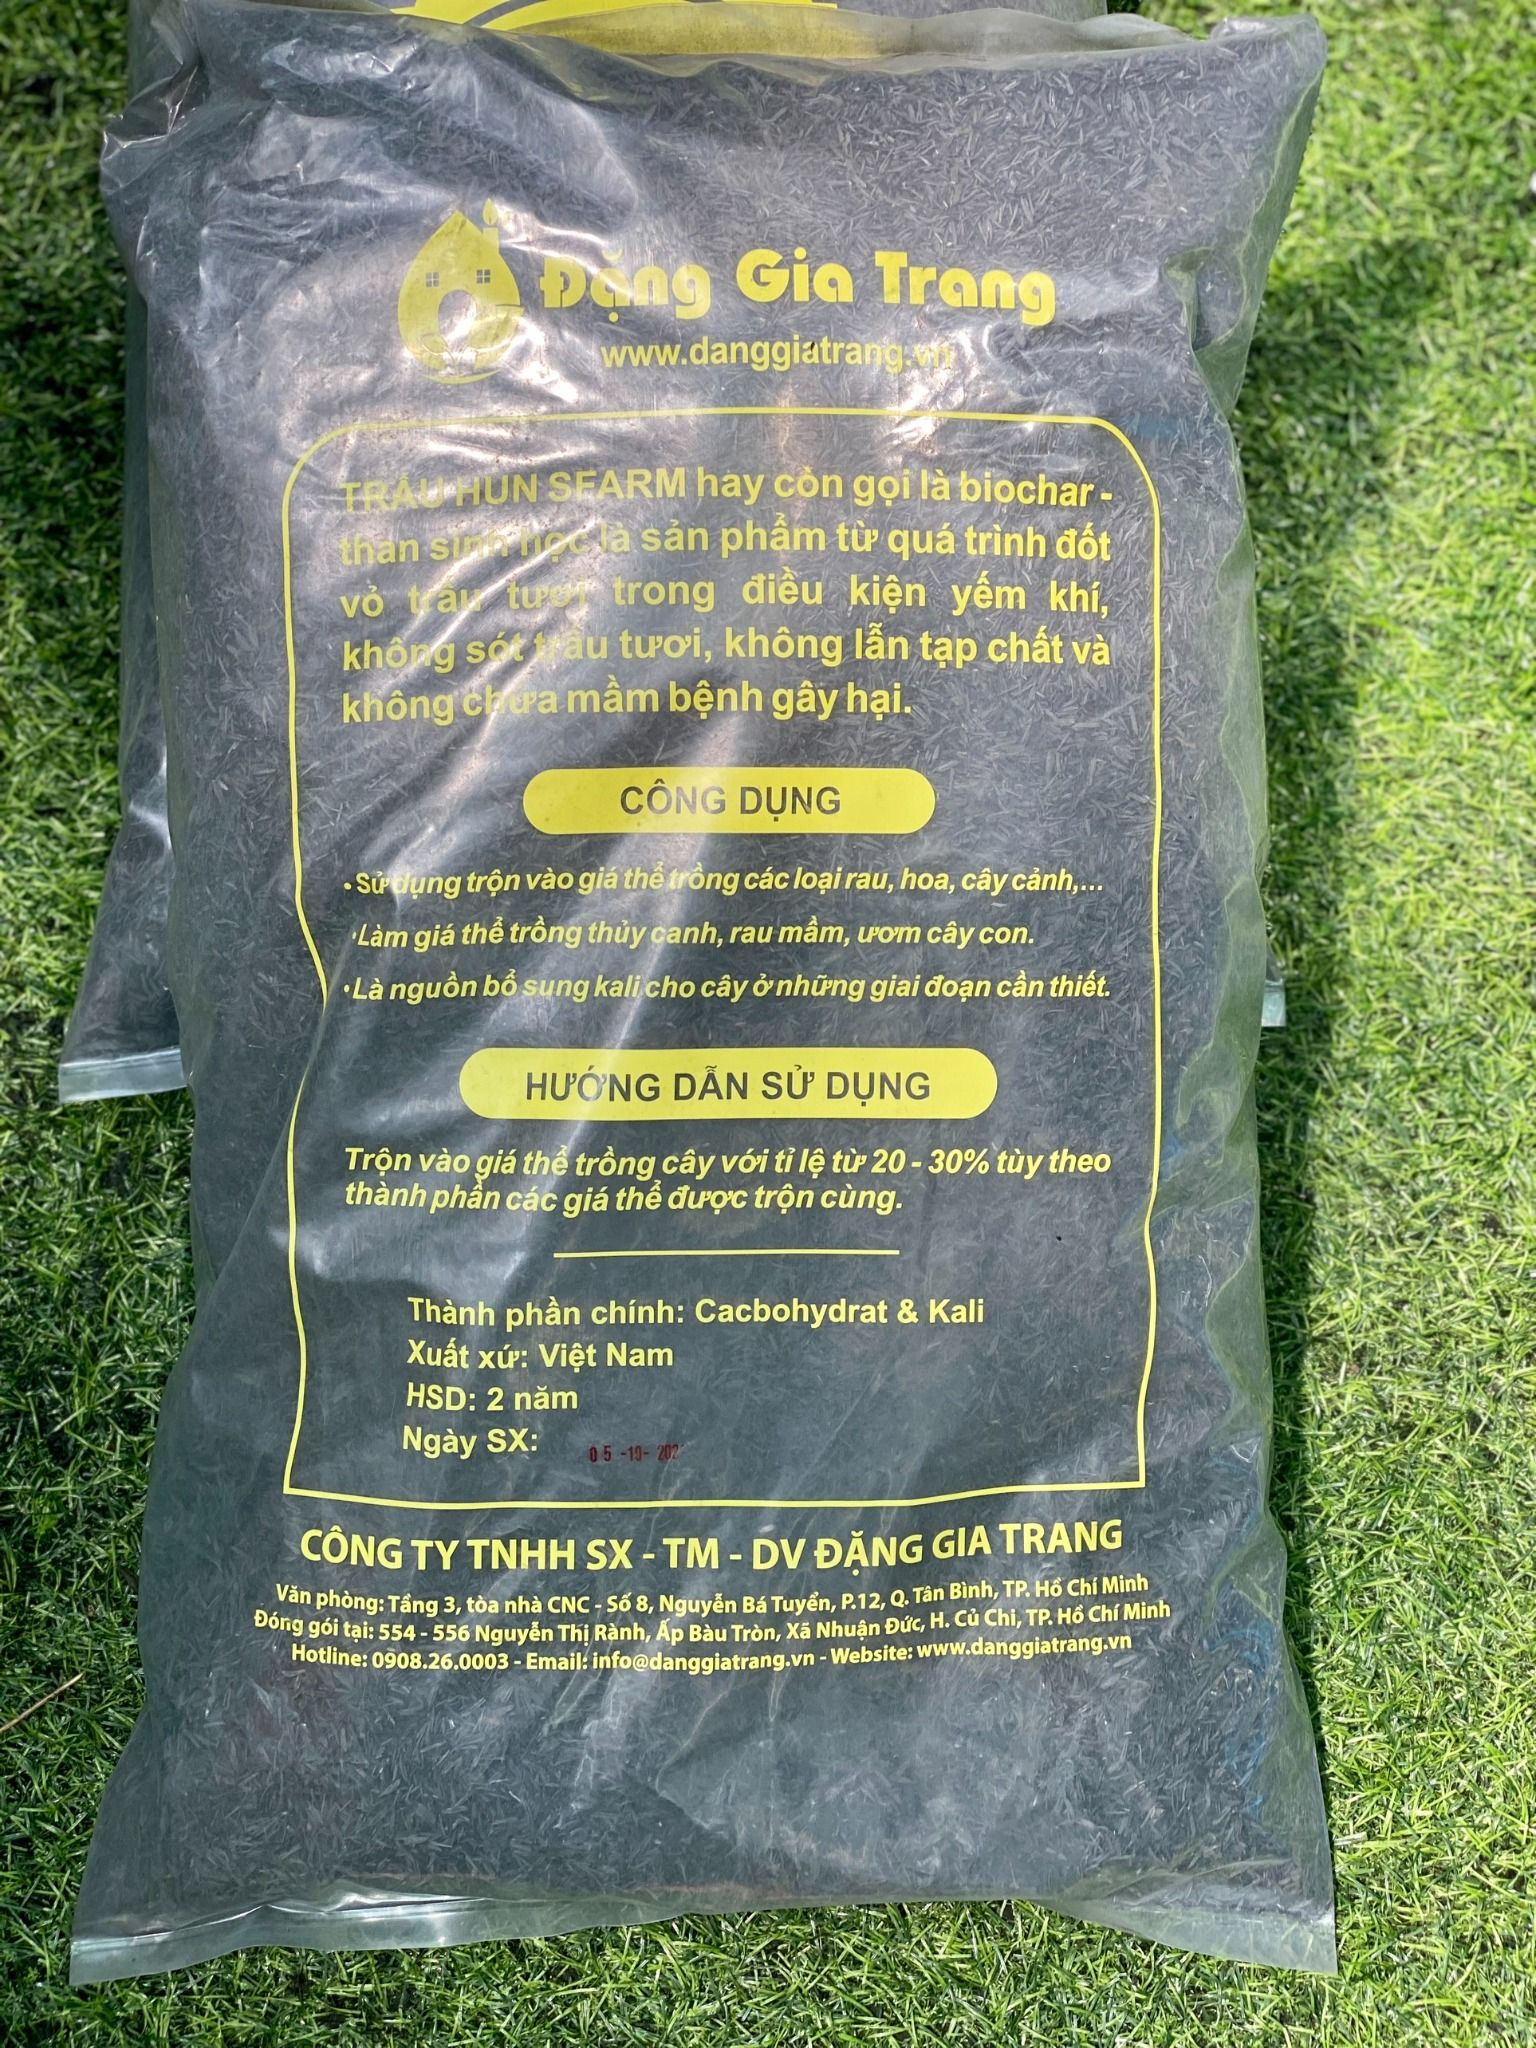 Đặng Gia Trang
www.danggiatrang.vn
TRẤU HUN SFARM hay còn gọi là biochar -
than sinh học là sản phẩm từ quá trình đốt
vỏ trấu tươi trong điều kiện yếm khí,
không sót trấu tươi, không lẫn tạp chất và
không chứa mầm bệnh gây hại.
CÔNG DỤNG
• Sử dụng trộn vào giá thể trồng các loại rau, hoa, cây cảnh,...
• Làm giá thể trồng thủy canh, rau mầm, ươm cây con.
• Là nguồn bổ sung kali cho cây ở những giai đoạn cần thiết.
HƯỚNG DẪN SỬ DỤNG
Trộn vào giá thể trồng cây với tỉ lệ từ 20 - 30% tùy theo
thành phần các giá thể được trộn cùng.
Thành phần chính: Cacbohydrat & Kali
Xuất xứ: Việt Nam
HSD: 2 năm
Ngày SX: 05 -10-
CÔNG TY TNHH SX - TM - DV ĐẶNG GIA TRANG
Văn phòng: Tầng 3, tòa nhà CNC - Số 8, Nguyễn Bá Tuyển, P.12, Q. Tân Bình, TP. Hồ Chí Minh
Đóng gói tại: 554 - 556 Nguyễn Thị Rành, Ấp Bàu Tròn, Xã Nhuận Đức, H. Củ Chi, TP. Hồ Chí Minh
Hotline: 0908.26.0003 - Email: info@danggiatrang.vn - Website: www.danggiatrang.vn